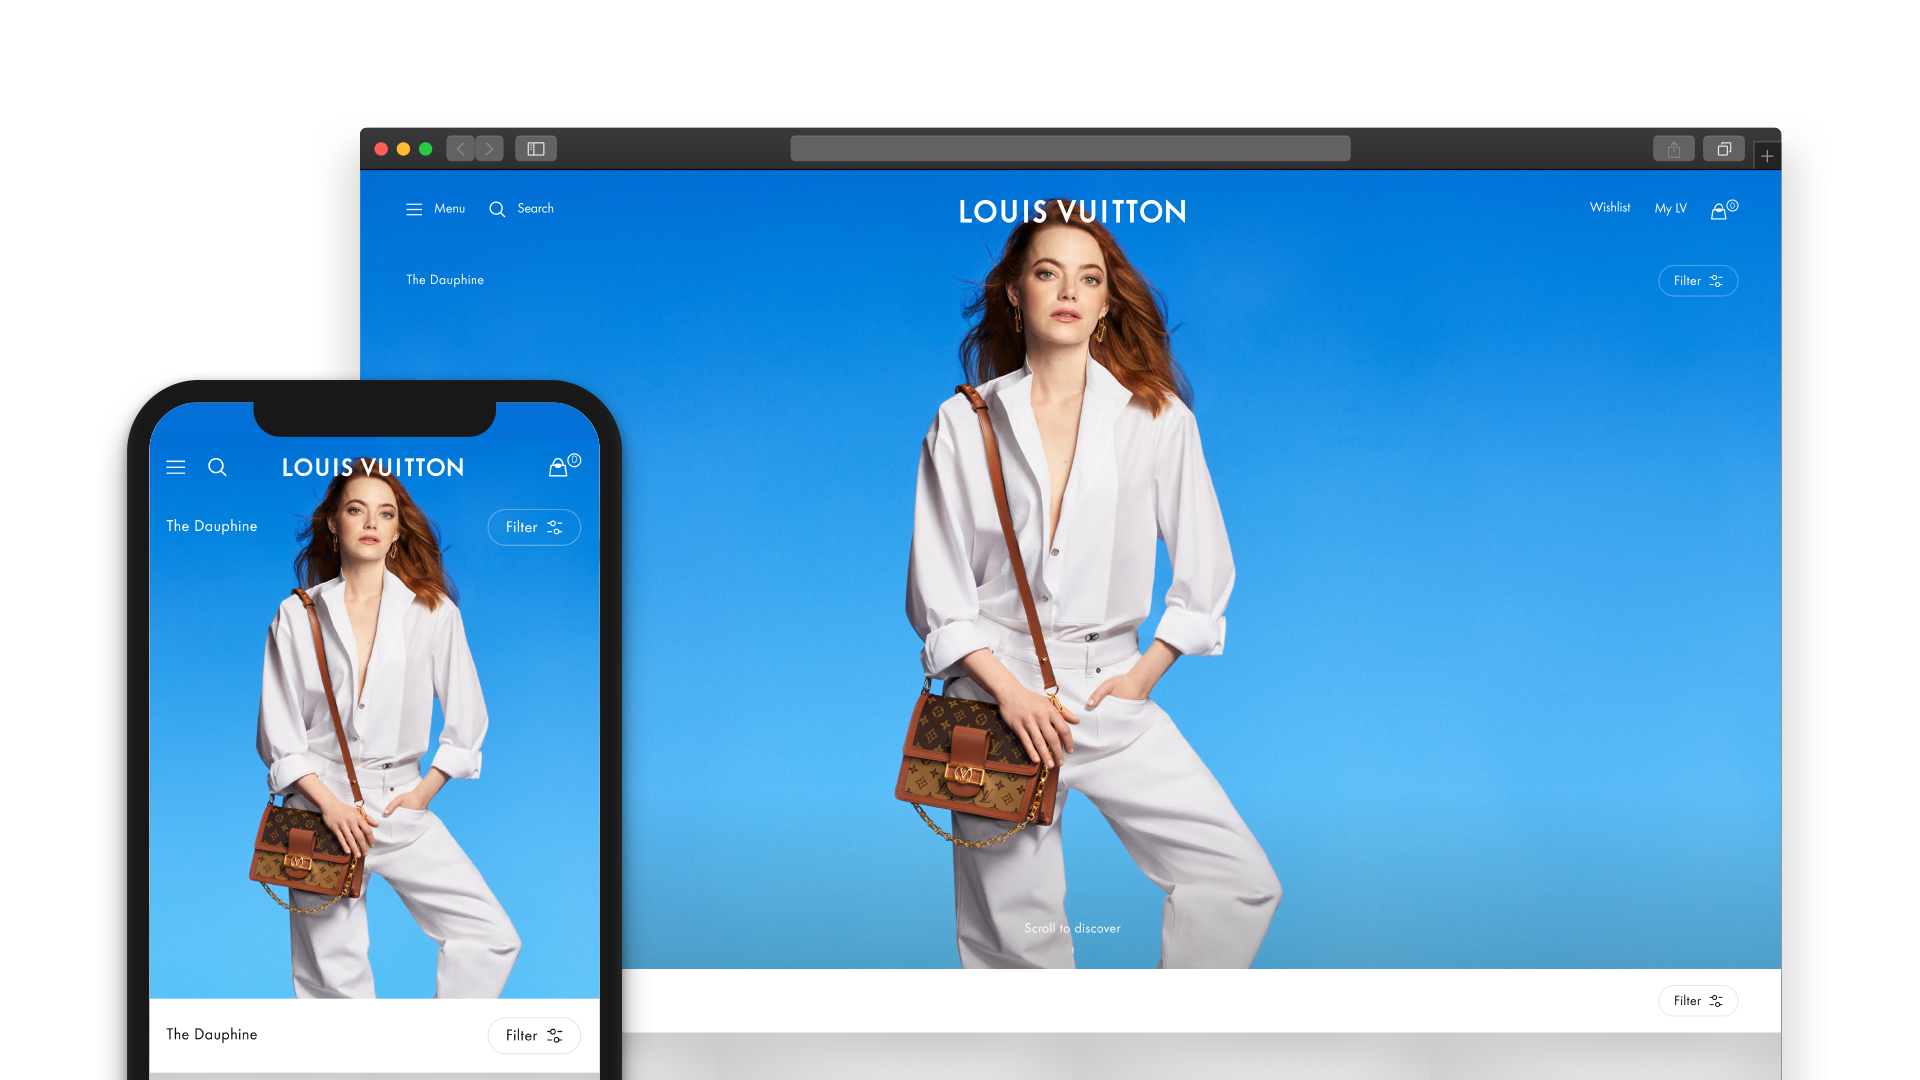 Menu
Search
LOUIS VUITTON
Wishlist
My LV
0
The Dauphine
Filter
Scroll to discover
Filter
LOUIS VUITTON
0
The Dauphine
Filter
The Dauphine
Filter